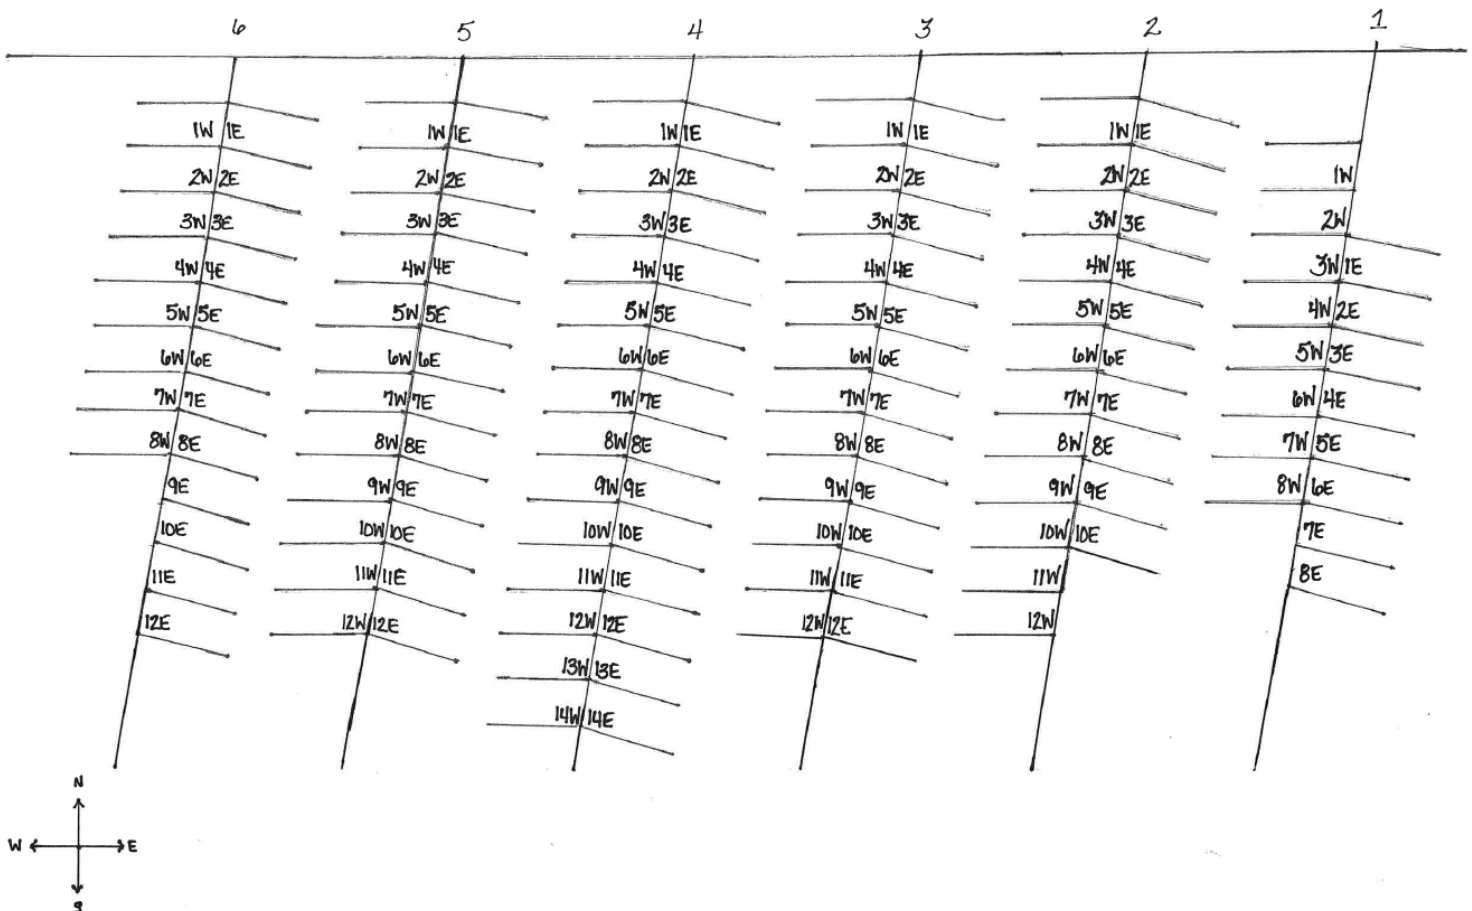 6 5 4 3 2 1
1W 1E 1W 1E 1W 1E 1W 1E 1W 1E
2W 2E 2W 2E 2W 2E 2W 2E 2W 2E 1W
3W 3E 3W 3E 3W 3E 3W 3E 3W 3E 2W
4W 4E 4W 4E 4W 4E 4W 4E 4W 4E 3W 1E
5W 5E 5W 5E 5W 5E 5W 5E 5W 5E 4W 2E
6W 6E 6W 6E 6W 6E 6W 6E 6W 6E 5W 3E
7W 7E 7W 7E 7W 7E 7W 7E 7W 7E 6W 4E
8W 8E 8W 8E 8W 8E 8W 8E 8W 8E 7W 5E
9E 9W 9E 9W 9E 9W 9E 9W 9E 8W 6E
10E 10W 10E 10W 10E 10W 10E 10W 10E 7E
11E 11W 11E 11W 11E 11W 11E 11W 8E
12E 12W 12E 12W 12E 12W 12E 12W
13W 13E
14W 14E
N
W E
S